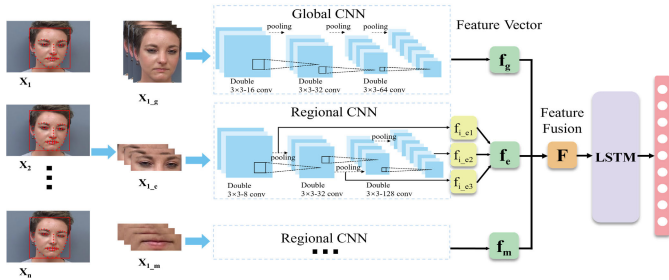 Global CNN
Feature Vector
pooling
pooling
pooling
Double
3×3-16 conv
Double
3×3-32 conv
Double
3×3-64 conv
X1
X1_g
fg
Regional CNN
pooling
pooling
pooling
Double
3×3-8 conv
Double
3×3-32 conv
Double
3×3-128 conv
X2
X1_e
fi_e1
fi_e2
fi_e3
fe
Feature
Fusion
F
LSTM
Regional CNN
Xn
X1_m
fm